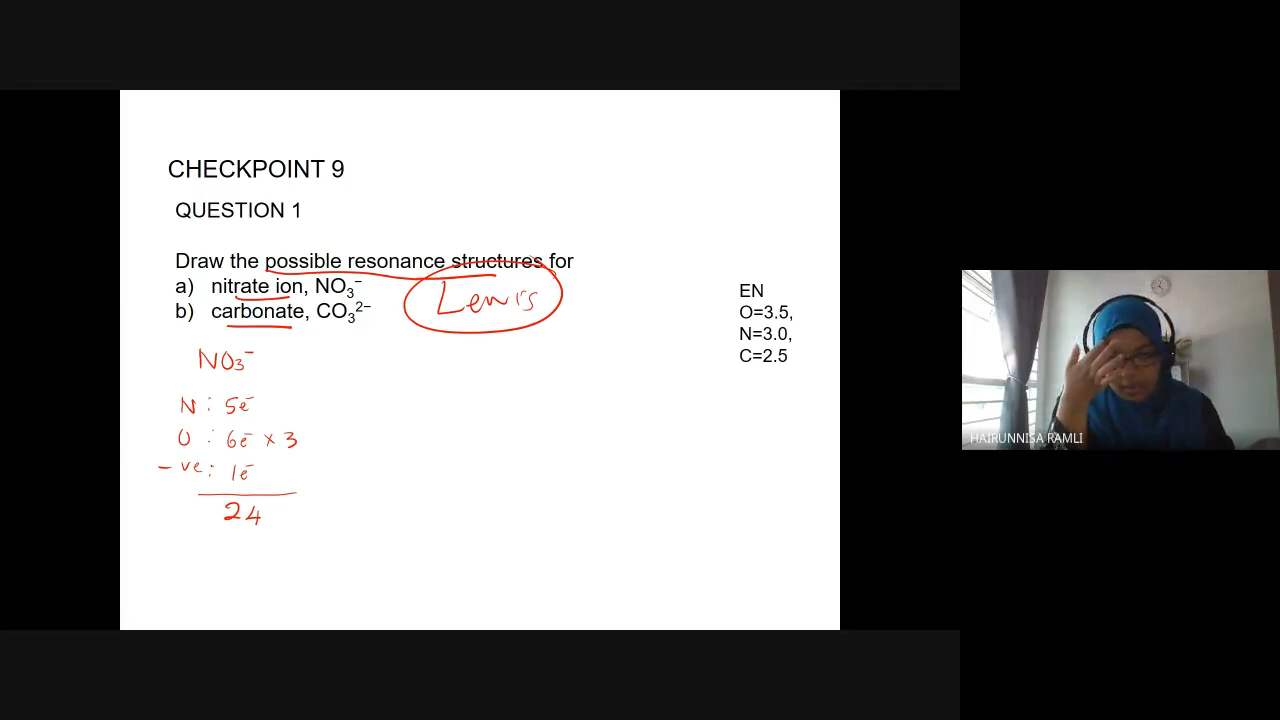 CHECKPOINT 9
QUESTION 1
Draw the possible resonance structures for
a) nitrate ion, NO₃⁻
b) carbonate, CO₃²⁻
Lewis
EN
O=3.5,
N=3.0,
C=2.5
NO₃⁻
N : 5e⁻
O : 6e⁻ × 3
-ve : 1e⁻
24
HAIRUNNISA RAMLI